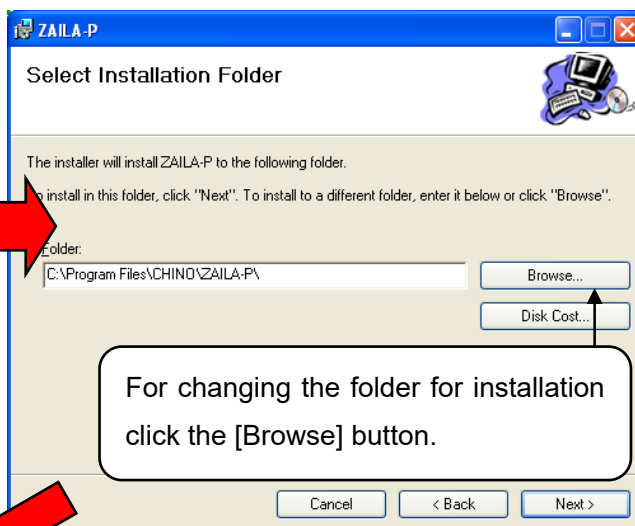 ZAILA-P
Select Installation Folder
The installer will install ZAILA-P to the following folder.
install in this folder, click "Next". To install to a different folder, enter it below or click "Browse".
Folder:
C:\Program Files\CHINO\ZAILA-P\
Browse...
Disk Cost...
For changing the folder for installation
click the [Browse] button.
Cancel
< Back
Next >